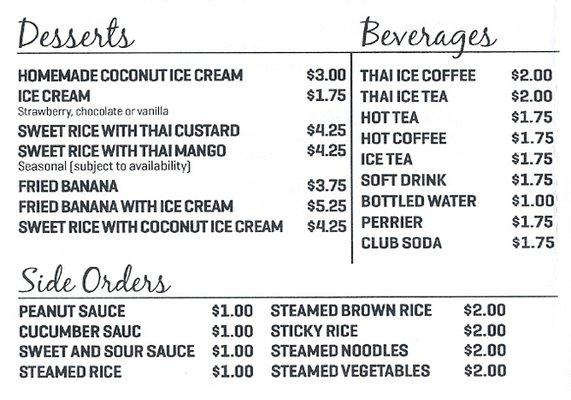 Desserts
HOMEMADE COCONUT ICE CREAM $3.00
ICE CREAM $1.75
Strawberry, chocolate or vanilla
SWEET RICE WITH THAI CUSTARD $4.25
SWEET RICE WITH THAI MANGO $4.25
Seasonal (subject to availability)
FRIED BANANA $3.75
FRIED BANANA WITH ICE CREAM $5.25
SWEET RICE WITH COCONUT ICE CREAM $4.25
Beverages
THAI ICE COFFEE $2.00
THAI ICE TEA $2.00
HOT TEA $1.75
HOT COFFEE $1.75
ICE TEA $1.75
SOFT DRINK $1.75
BOTTLED WATER $1.00
PERRIER $1.75
CLUB SODA $1.75
Side Orders
PEANUT SAUCE $1.00
CUCUMBER SAUC $1.00
SWEET AND SOUR SAUCE $1.00
STEAMED RICE $1.00
STEAMED BROWN RICE $2.00
STICKY RICE $2.00
STEAMED NOODLES $2.00
STEAMED VEGETABLES $2.00